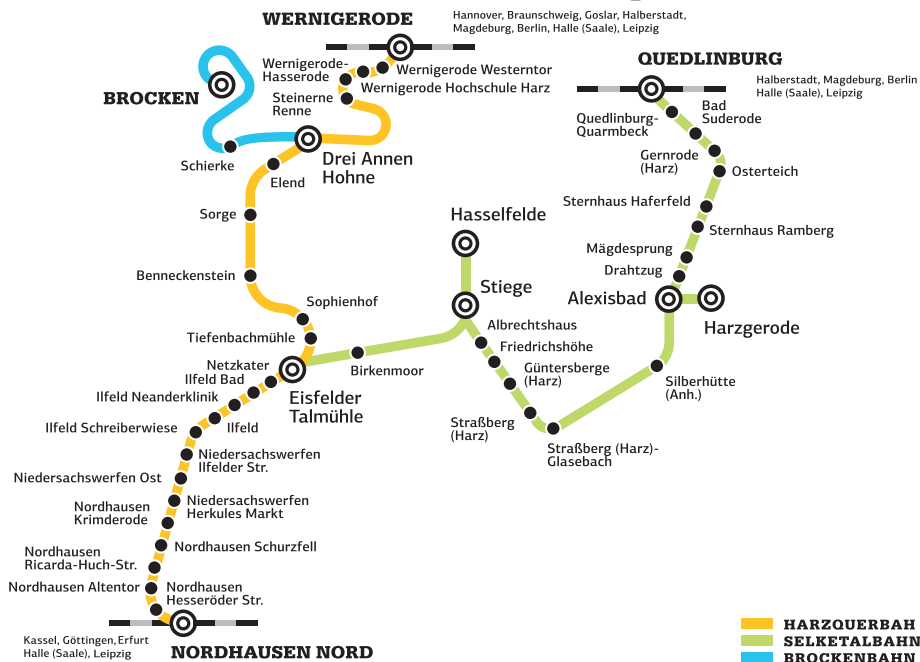 WERNIGERODE
Hannover, Braunschweig, Goslar, Halberstadt,
Magdeburg, Berlin, Halle (Saale), Leipzig
Wernigerode-
Hasserode
Wernigerode Westerntor
Wernigerode Hochschule Harz
Steinerne
Renne
QUEDLINBURG
Halberstadt, Magdeburg, Berlin
Halle (Saale), Leipzig
BROCKEN
Quedlinburg-
Quarmbeck
Bad
Suderode
Schierke
Drei Annen
Hohne
Gernrode
(Harz)
Osterteich
Elend
Sternhaus Haferfeld
Sorge
Hasselfelde
Sternhaus Ramberg
Mägdesprung
Benneckenstein
Drahtzug
Stiege
Alexisbad
Sophienhof
Harzgerode
Albrechtshaus
Tiefenbachmühle
Friedrichshöhe
Netzkater
Birkenmoor
Güntersberge
(Harz)
Ilfeld Bad
Silberhütte
(Anh.)
Ilfeld Neanderklinik
Eisfelder
Talmühle
Ilfeld Schreiberwiese
Ilfeld
Straßberg
(Harz)
Straßberg (Harz)-
Glasebach
Niedersachswerfen
Ilfelder Str.
Niedersachswerfen Ost
Niedersachswerfen
Herkules Markt
Nordhausen
Krimderode
Nordhausen Schurzfell
Nordhausen
Ricarda-Huch-Str.
Nordhausen Altentor
Nordhausen
Hesseröder Str.
Kassel, Göttingen, Erfurt
Halle (Saale), Leipzig
NORDHAUSEN NORD
HARZQUERBAH
SELKETALBAHN
BROCKENBAHN